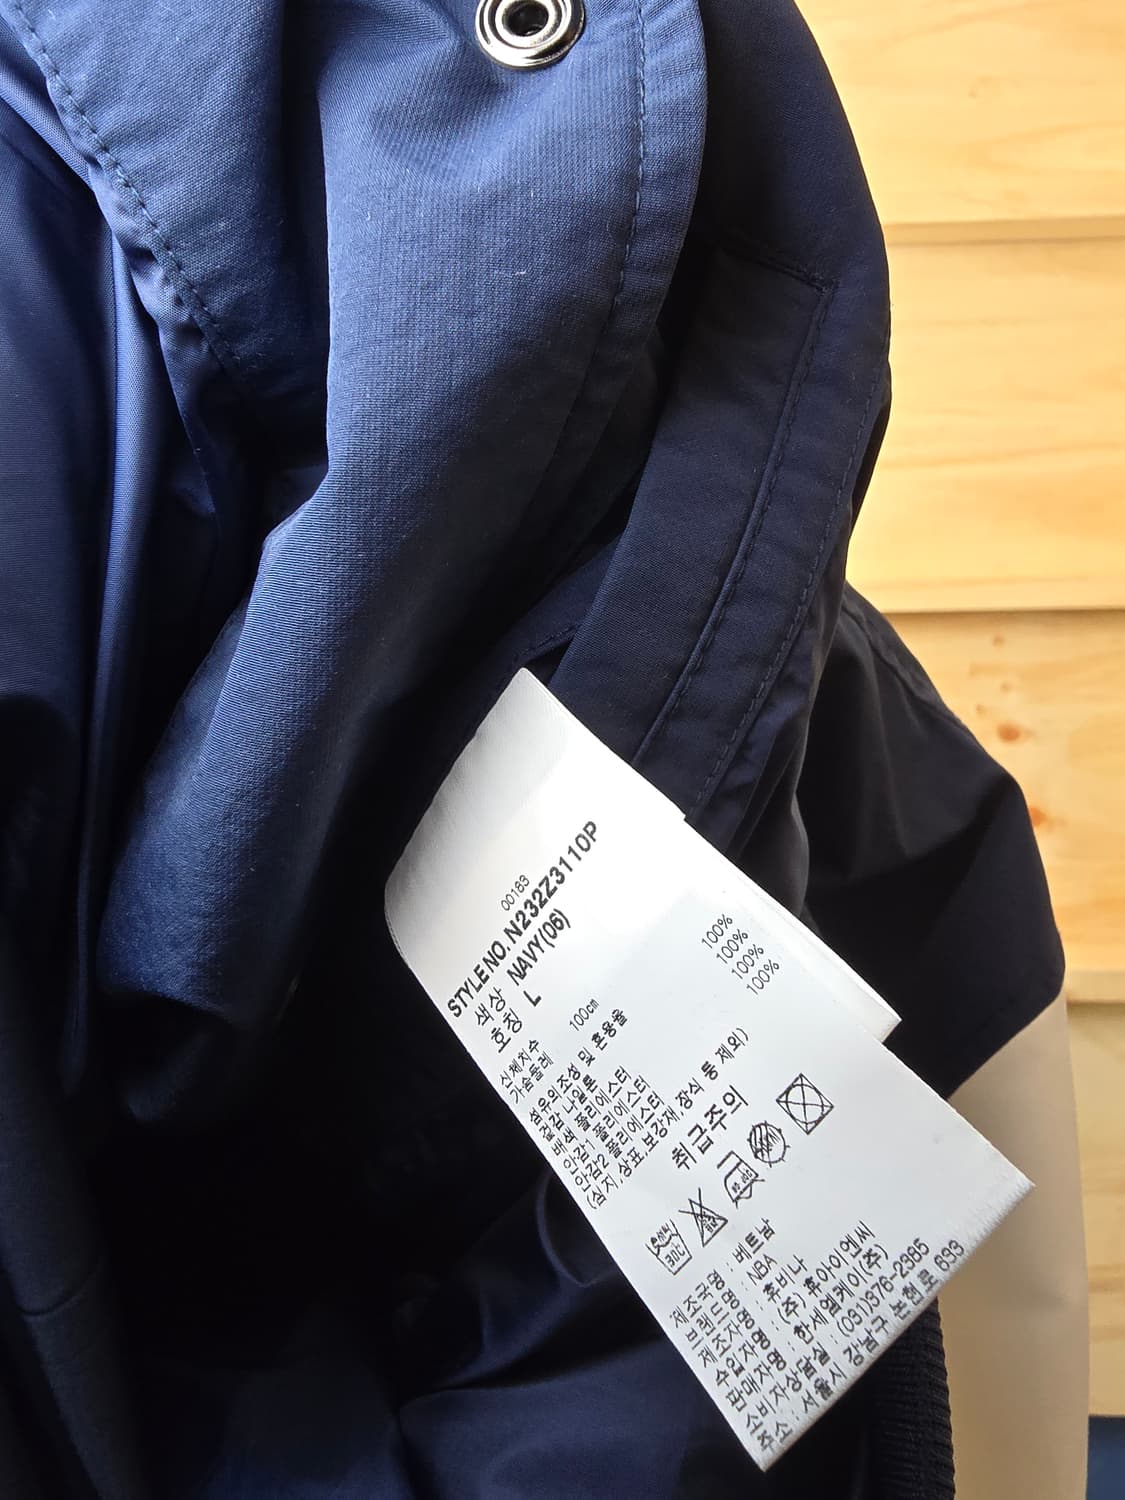 00183
STYLE NO. N232Z3110P
색상 NAVY(06)
호칭 L
신체치수
가슴둘레 100cm
섬유의 조성 및 혼용율
겉감 나일론 100%
배색 폴리에스터 100%
안감1 폴리에스터 100%
안감2 폴리에스터 100%
(심지,상표,보강재,장식 등 제외)
취급주의
30℃
제조국명 : 베트남
브랜드명 : NBA
제조자명 : 휴비나
수입자명 : (주) 휴아이엔씨
판매자명 : 한세엠케이(주)
소비자상담실 : (031)376-2385
주소 : 서울시 강남구 논현로 633